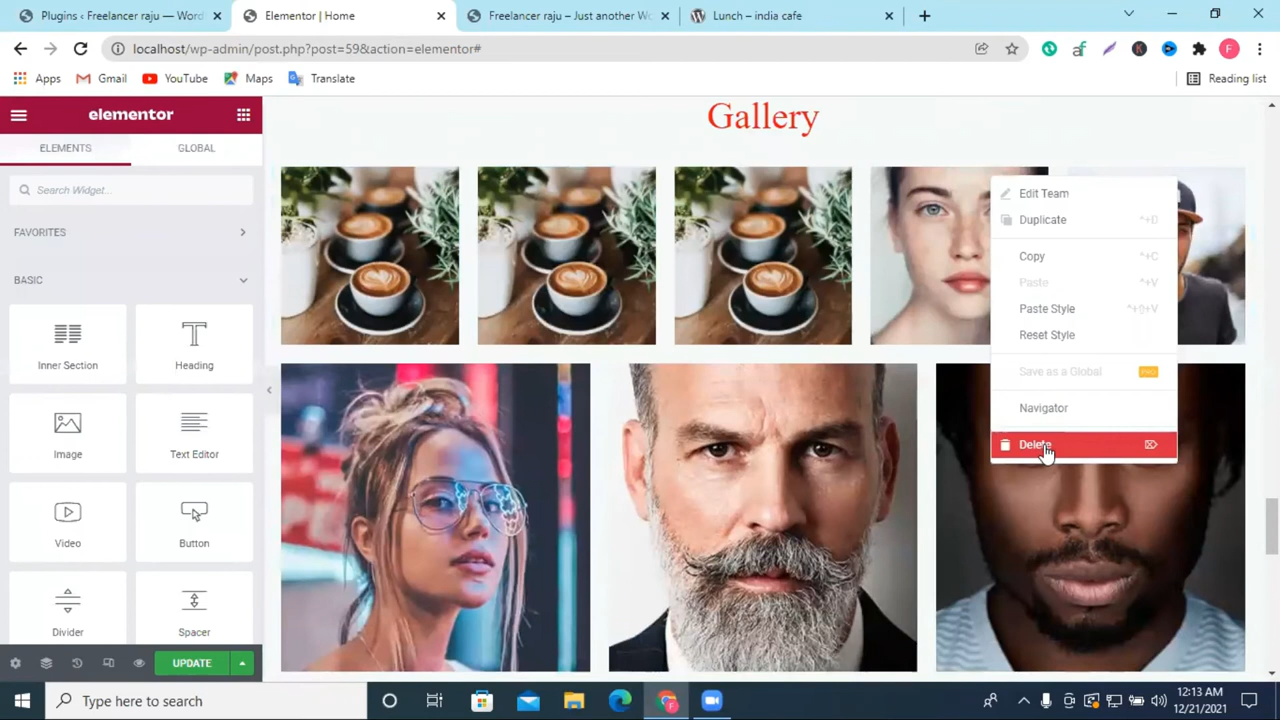 Plugins ‹ Freelancer raju — Word
Elementor | Home
Freelancer raju – Just another Wo
Lunch – india cafe
localhost/wp-admin/post.php?post=59&action=elementor#
F
Apps
Gmail
YouTube
Maps
Translate
Reading list
elementor
ELEMENTS
GLOBAL
Search Widget...
FAVORITES
BASIC
Inner Section
Heading
Image
Text Editor
Video
Button
Divider
Spacer
UPDATE
Gallery
Edit Team
Duplicate ^+D
Copy ^+C
Paste ^+V
Paste Style ^+⇧+V
Reset Style
Save as a Global PRO
Navigator
Delete
Type here to search
12:13 AM
12/21/2021